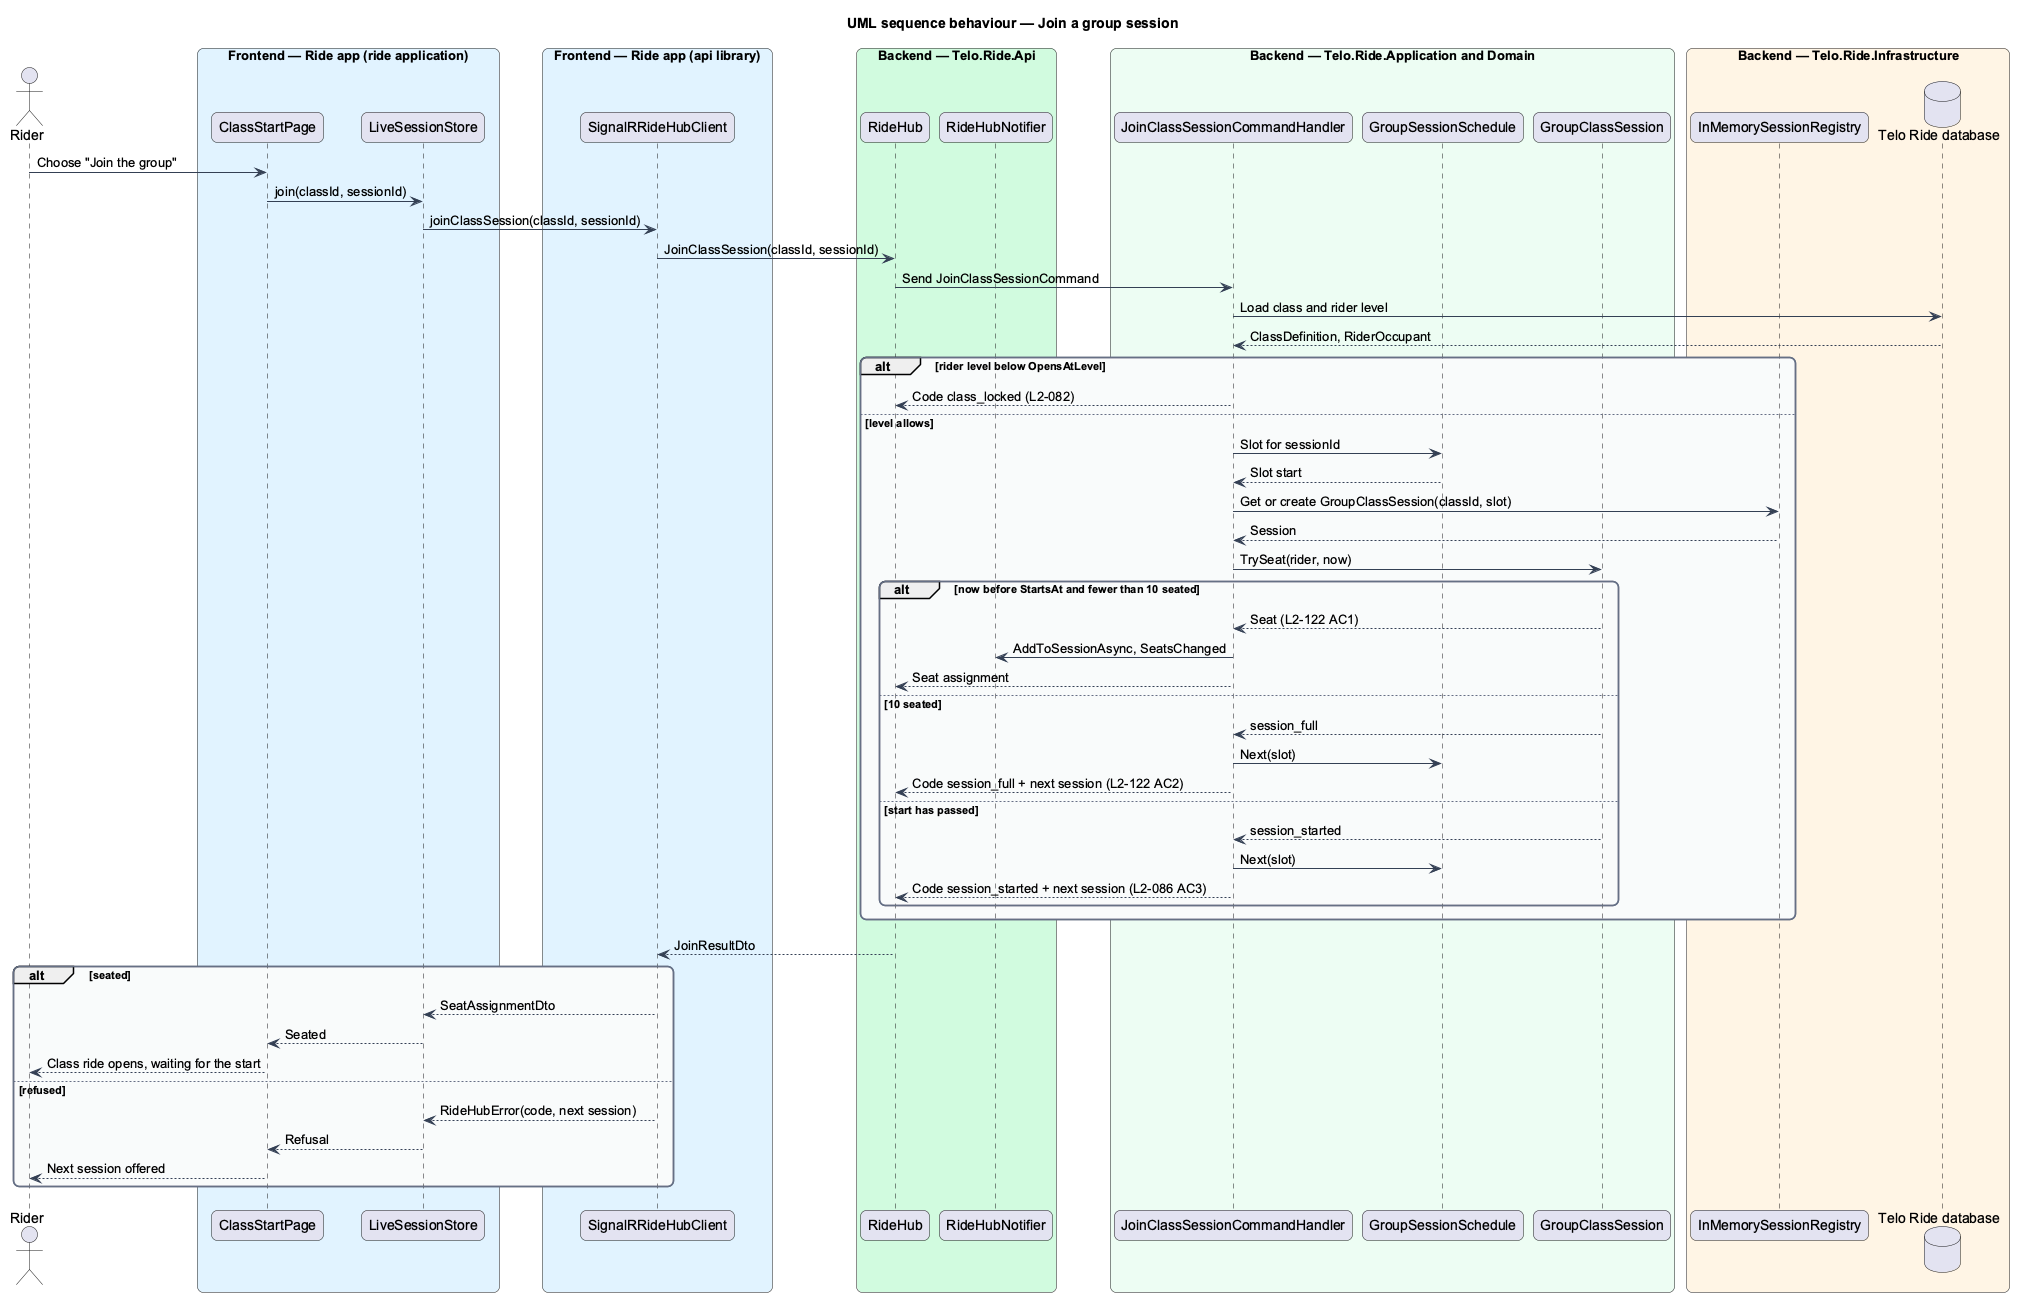 UML sequence behaviour — Join a group session
Frontend — Ride app (ride application)
Frontend — Ride app (api library)
Backend — Telo.Ride.Api
Backend — Telo.Ride.Application and Domain
Backend — Telo.Ride.Infrastructure
Rider
ClassStartPage
LiveSessionStore
SignalRRideHubClient
RideHub
RideHubNotifier
JoinClassSessionCommandHandler
GroupSessionSchedule
GroupClassSession
InMemorySessionRegistry
Telo Ride database
Choose "Join the group"
join(classId, sessionId)
joinClassSession(classId, sessionId)
JoinClassSession(classId, sessionId)
Send JoinClassSessionCommand
Load class and rider level
ClassDefinition, RiderOccupant
alt [rider level below OpensAtLevel]
Code class_locked (L2-082)
[level allows]
Slot for sessionId
Slot start
Get or create GroupClassSession(classId, slot)
Session
TrySeat(rider, now)
alt [now before StartsAt and fewer than 10 seated]
Seat (L2-122 AC1)
AddToSessionAsync, SeatsChanged
Seat assignment
[10 seated]
session_full
Next(slot)
Code session_full + next session (L2-122 AC2)
[start has passed]
session_started
Next(slot)
Code session_started + next session (L2-086 AC3)
JoinResultDto
alt [seated]
SeatAssignmentDto
Seated
Class ride opens, waiting for the start
[refused]
RideHubError(code, next session)
Refusal
Next session offered
Rider
ClassStartPage
LiveSessionStore
SignalRRideHubClient
RideHub
RideHubNotifier
JoinClassSessionCommandHandler
GroupSessionSchedule
GroupClassSession
InMemorySessionRegistry
Telo Ride database